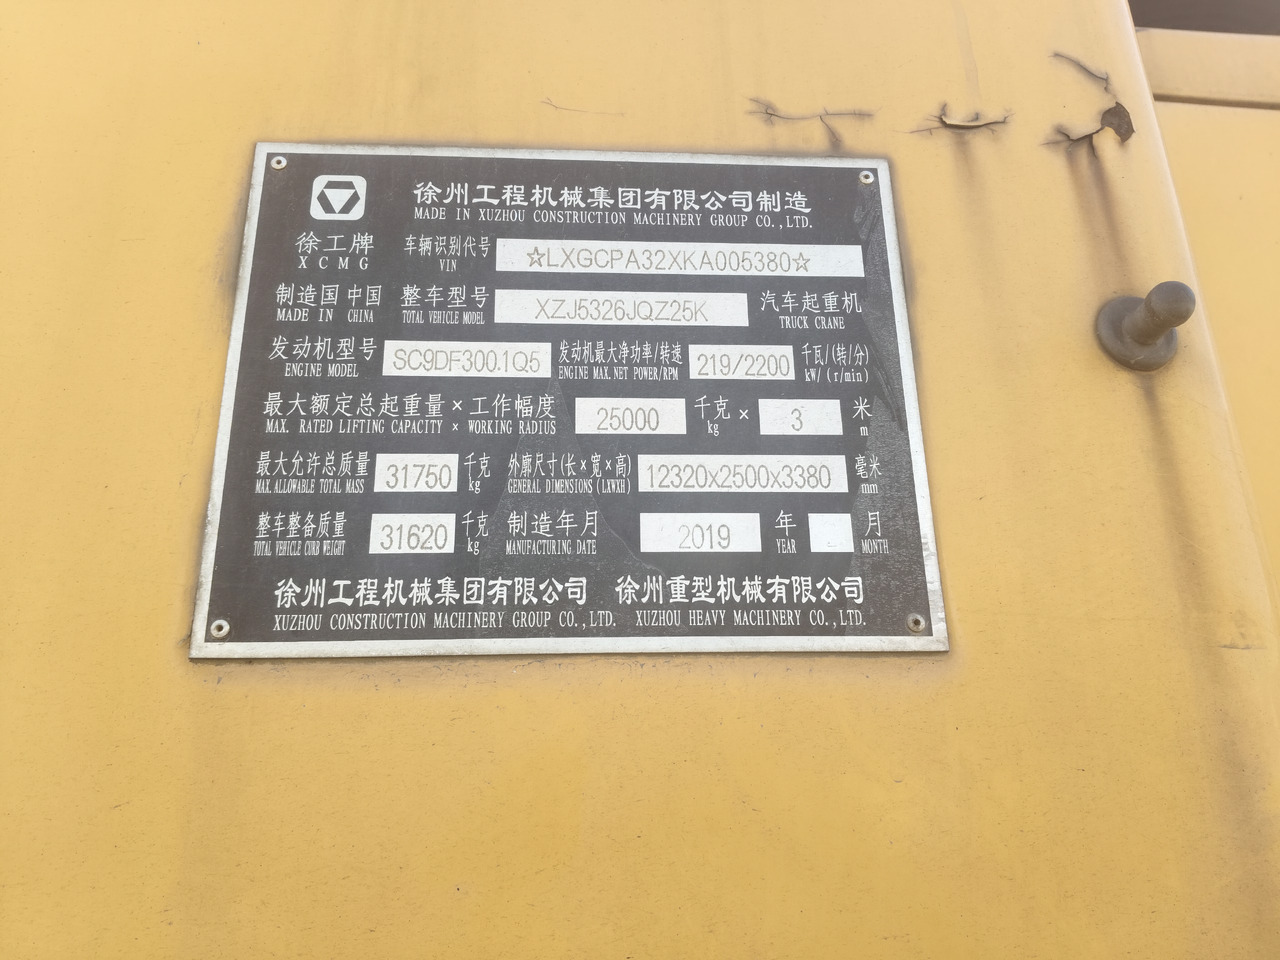 徐州工程机械集团有限公司制造
MADE IN XUZHOU CONSTRUCTION MACHINERY GROUP CO.,LTD.
徐工牌 车辆识别代号 ☆LXGCPA32XKA005380☆
XCMG VIN
制造国 中国 整车型号 XZJ5326JQZ25K 汽车起重机
MADE IN CHINA TOTAL VEHICLE MODEL TRUCK CRANE
发动机型号 SC9DF300.1Q5 发动机最大净功率/转速 219/2200 千瓦/(转/分)
ENGINE MODEL ENGINE MAX.NET POWER/RPM kW/(r/min)
最大额定总起重量×工作幅度 25000 千克× 3 米
MAX. RATED LIFTING CAPACITY × WORKING RADIUS kg m
最大允许总质量 31750 千克 外廓尺寸(长×宽×高) 12320x2500x3380 毫米
MAX.ALLOWABLE TOTAL MASS kg GENERAL DIMENSIONS (LXWXH) mm
整车整备质量 31620 千克 制造年月 2019 年 月
TOTAL VEHICLE CURB WEIGHT kg MANUFACTURING DATE YEAR MONTH
徐州工程机械集团有限公司 徐州重型机械有限公司
XUZHOU CONSTRUCTION MACHINERY GROUP CO.,LTD. XUZHOU HEAVY MACHINERY CO.,LTD.